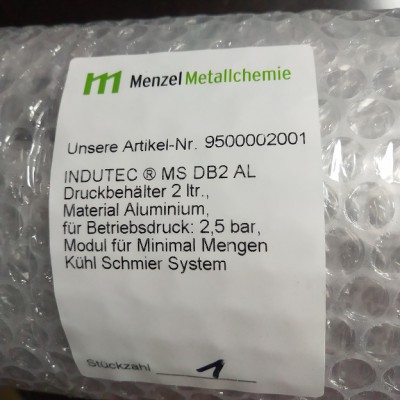 m Menzel Metallchemie
Unsere Artikel-Nr. 9500002001
INDUTEC ® MS DB2 AL
Druckbehälter 2 ltr.,
Material Aluminium,
für Betriebsdruck: 2,5 bar,
Modul für Minimal Mengen
Kühl Schmier System
Stückzahl 1